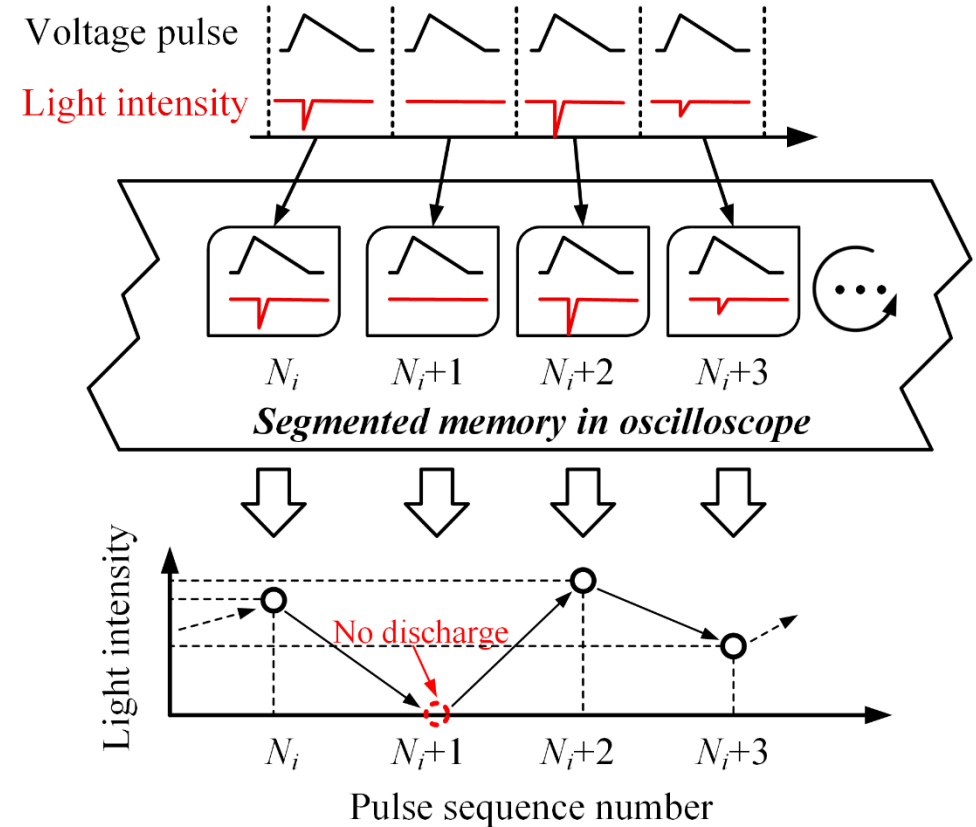 Voltage pulse
Light intensity
N_i N_i+1 N_i+2 N_i+3
Segmented memory in oscilloscope
Light intensity
No discharge
N_i N_i+1 N_i+2 N_i+3
Pulse sequence number